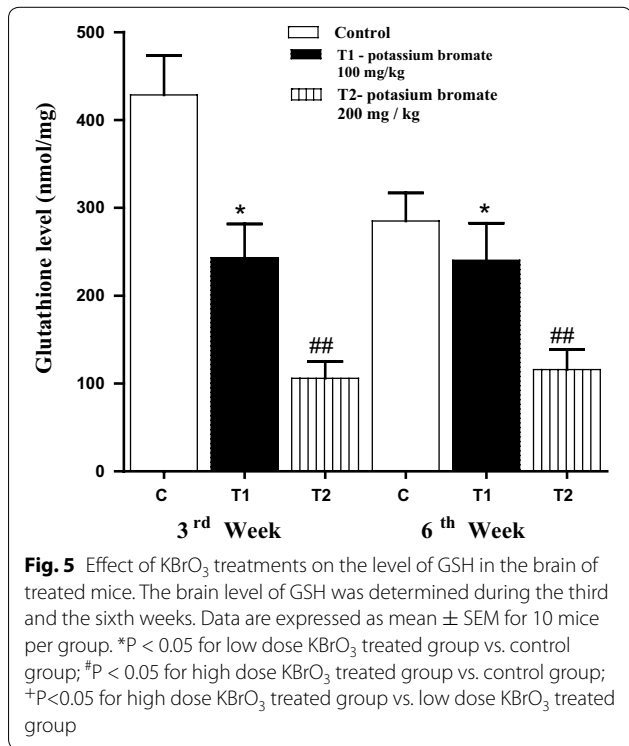 500
400
300
200
100
0
Glutathione level (nmol/mg)
Control
T1 - potassium bromate
100 mg/kg
T2- potasium bromate
200 mg / kg
*
##
*
##
C T1 T2 C T1 T2
3 rd Week 6 th Week
Fig. 5 Effect of KBrO₃ treatments on the level of GSH in the brain of
treated mice. The brain level of GSH was determined during the third
and the sixth weeks. Data are expressed as mean ± SEM for 10 mice
per group. *P < 0.05 for low dose KBrO₃ treated group vs. control
group; #P < 0.05 for high dose KBrO₃ treated group vs. control group;
+P<0.05 for high dose KBrO₃ treated group vs. low dose KBrO₃ treated
group